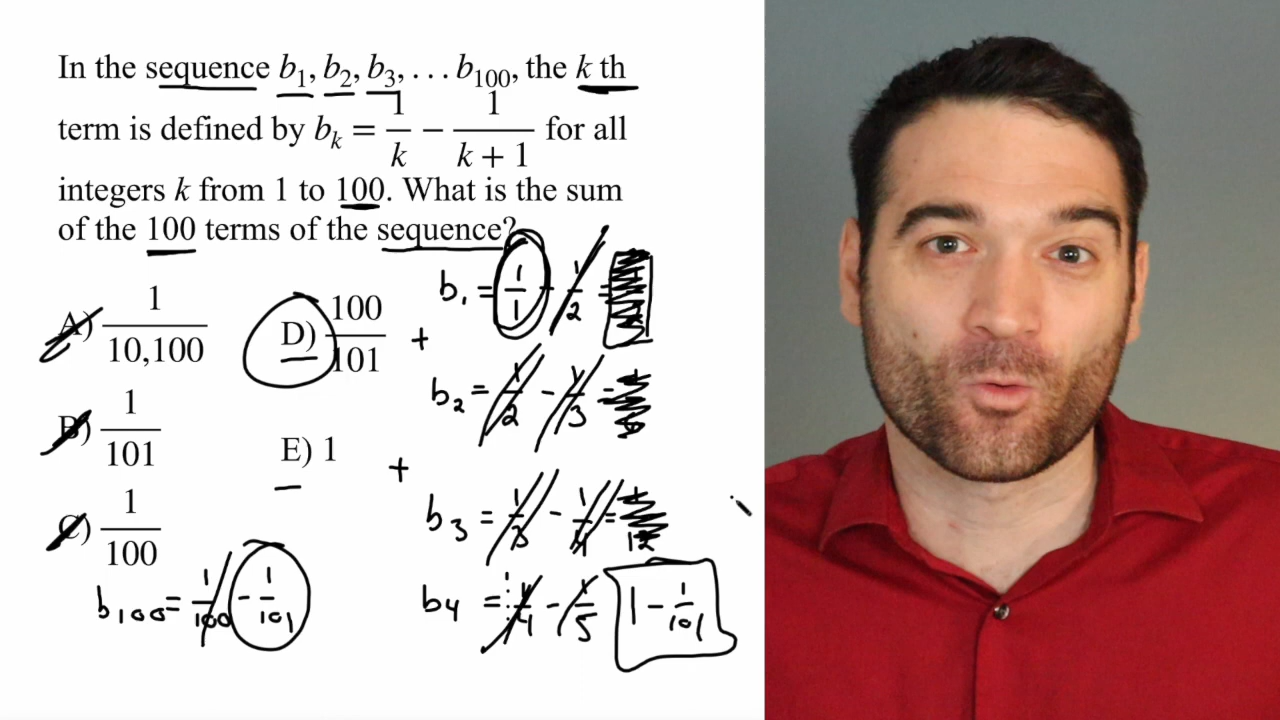 In the sequence b₁, b₂, b₃, . . . b₁₀₀, the k th
term is defined by bₖ = 1/k − 1/(k + 1) for all
integers k from 1 to 100. What is the sum
of the 100 terms of the sequence?
A) 1/10,100
B) 1/101
C) 1/100
D) 100/101
E) 1
b₁ = 1/1 - 1/2 =
+
b₂ = 1/2 - 1/3 =
+
b₃ = 1/3 - 1/4 =
b₄ = 1/4 - 1/5
b₁₀₀ = 1/100 - 1/101
1 - 1/101